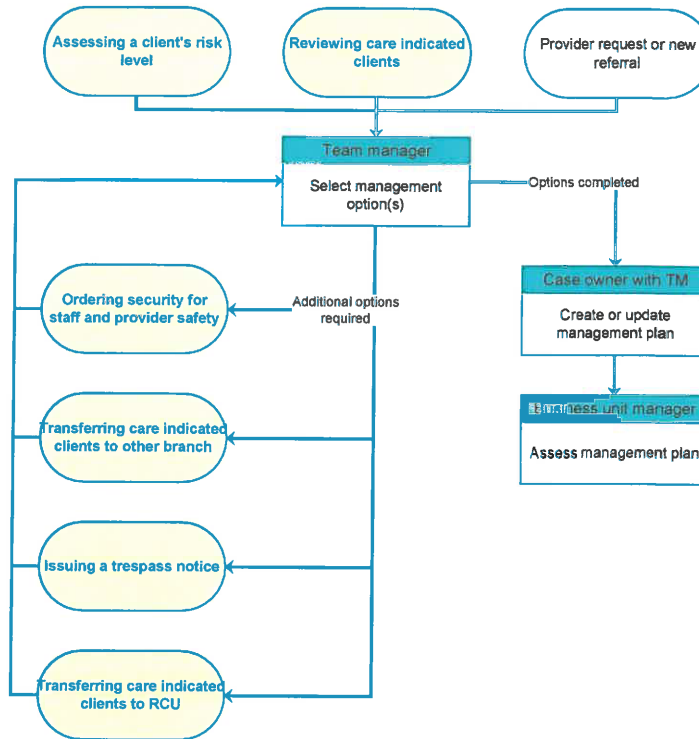 Assessing a client's risk
level
Reviewing care indicated
clients
Provider request or new
referral
Team manager
Select management
option(s)
Options completed
Case owner with TM
Create or update
management plan
Ordering security for
staff and provider safety
Additional options
required
Transferring care indicated
clients to other branch
unit manager
Assess management plan
Issuing a trespass notice
Transferring care indicated
clients to RCU